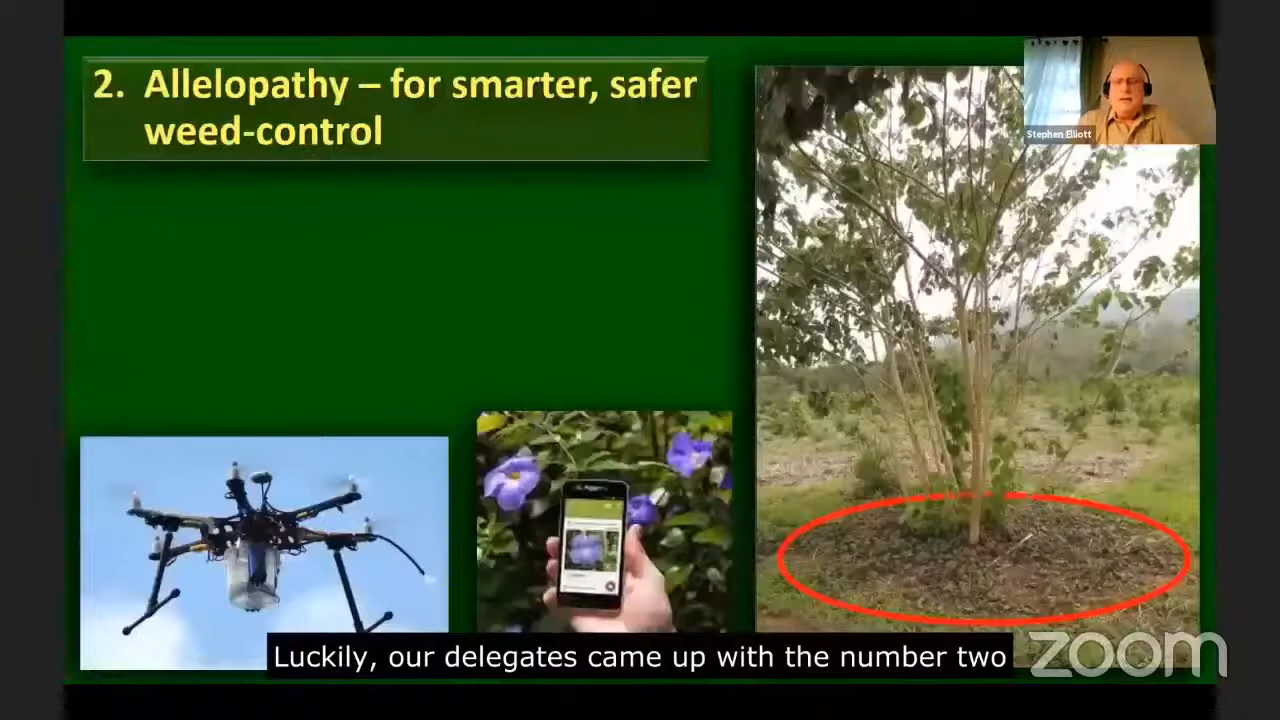 2. Allelopathy – for smarter, safer
weed-control
Stephen Elliott
Luckily, our delegates came up with the number two
zoom